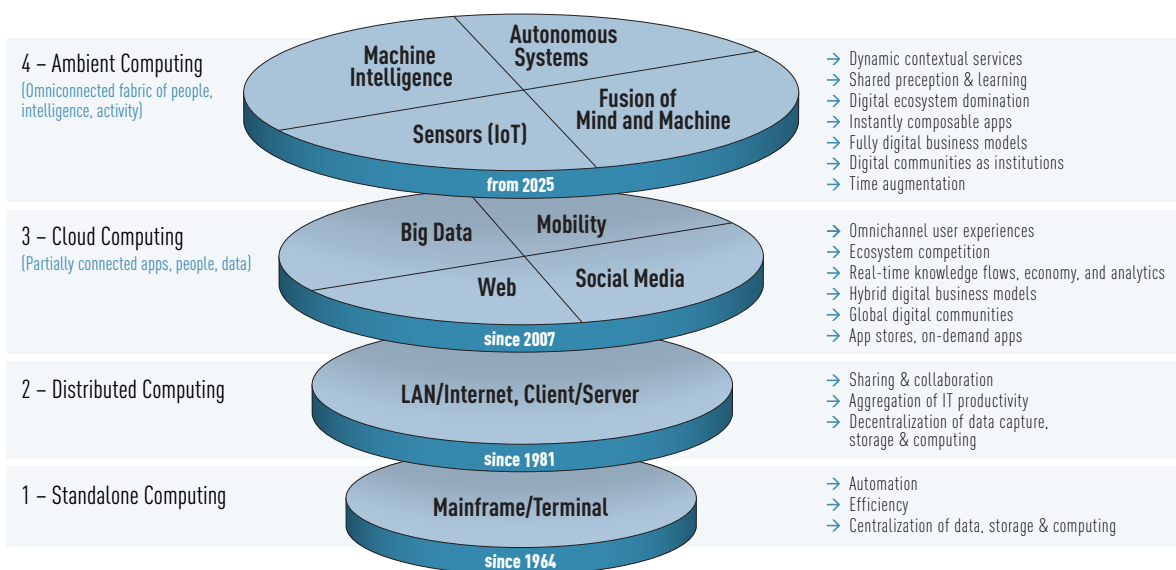 4 – Ambient Computing
(Omniconnected fabric of people,
intelligence, activity)
Machine
Intelligence
Autonomous
Systems
Sensors (IoT)
Fusion of
Mind and Machine
from 2025
→ Dynamic contextual services
→ Shared preception & learning
→ Digital ecosystem domination
→ Instantly composable apps
→ Fully digital business models
→ Digital communities as institutions
→ Time augmentation
3 – Cloud Computing
(Partially connected apps, people, data)
Big Data
Mobility
Web
Social Media
since 2007
→ Omnichannel user experiences
→ Ecosystem competition
→ Real-time knowledge flows, economy, and analytics
→ Hybrid digital business models
→ Global digital communities
→ App stores, on-demand apps
2 – Distributed Computing
LAN/Internet, Client/Server
since 1981
→ Sharing & collaboration
→ Aggregation of IT productivity
→ Decentralization of data capture,
storage & computing
1 – Standalone Computing
Mainframe/Terminal
since 1964
→ Automation
→ Efficiency
→ Centralization of data, storage & computing